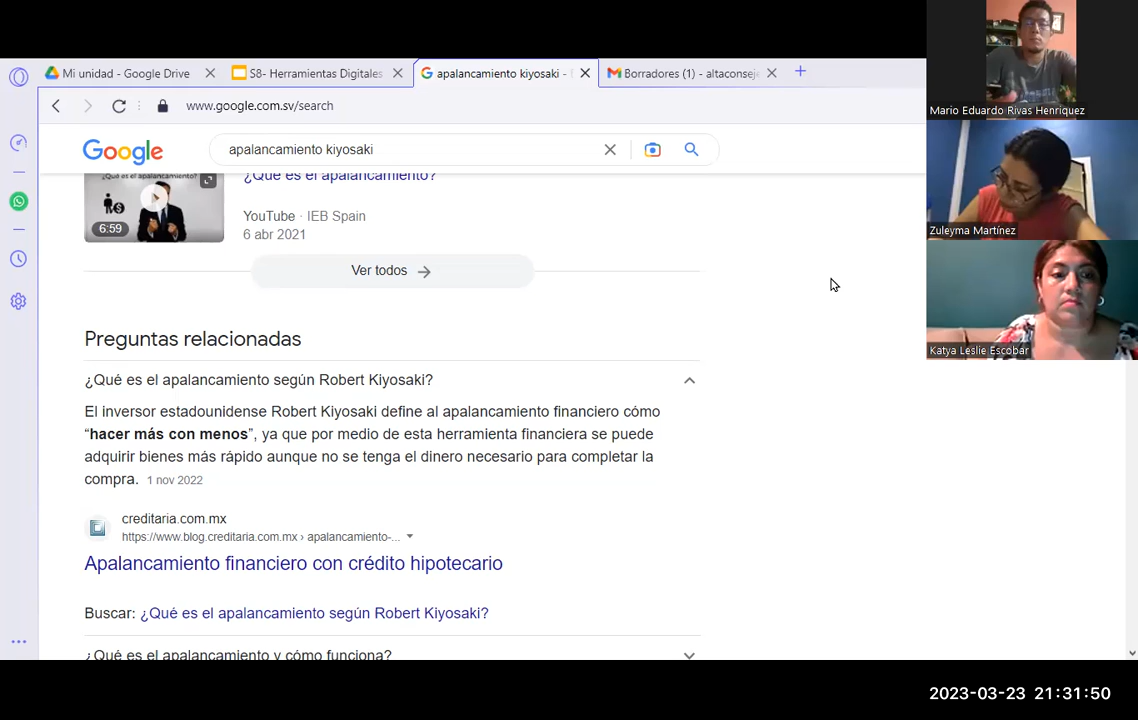 Mi unidad - Google Drive
S8- Herramientas Digitales
apalancamiento kiyosaki -
Borradores (1) - altaconseje
www.google.com.sv/search
Google
apalancamiento kiyosaki
¿Qué es el apalancamiento?
¿Qué es el apalancamiento?
6:59
YouTube · IEB Spain
6 abr 2021
Ver todos
Preguntas relacionadas
¿Qué es el apalancamiento según Robert Kiyosaki?
El inversor estadounidense Robert Kiyosaki define al apalancamiento financiero cómo
“hacer más con menos”, ya que por medio de esta herramienta financiera se puede
adquirir bienes más rápido aunque no se tenga el dinero necesario para completar la
compra. 1 nov 2022
creditaria.com.mx
https://www.blog.creditaria.com.mx › apalancamiento-...
Apalancamiento financiero con crédito hipotecario
Buscar: ¿Qué es el apalancamiento según Robert Kiyosaki?
¿Qué es el apalancamiento y cómo funciona?
Mario Eduardo Rivas Henriquez
Zuleyma Martínez
Katya Leslie Escobar
2023-03-23 21:31:50